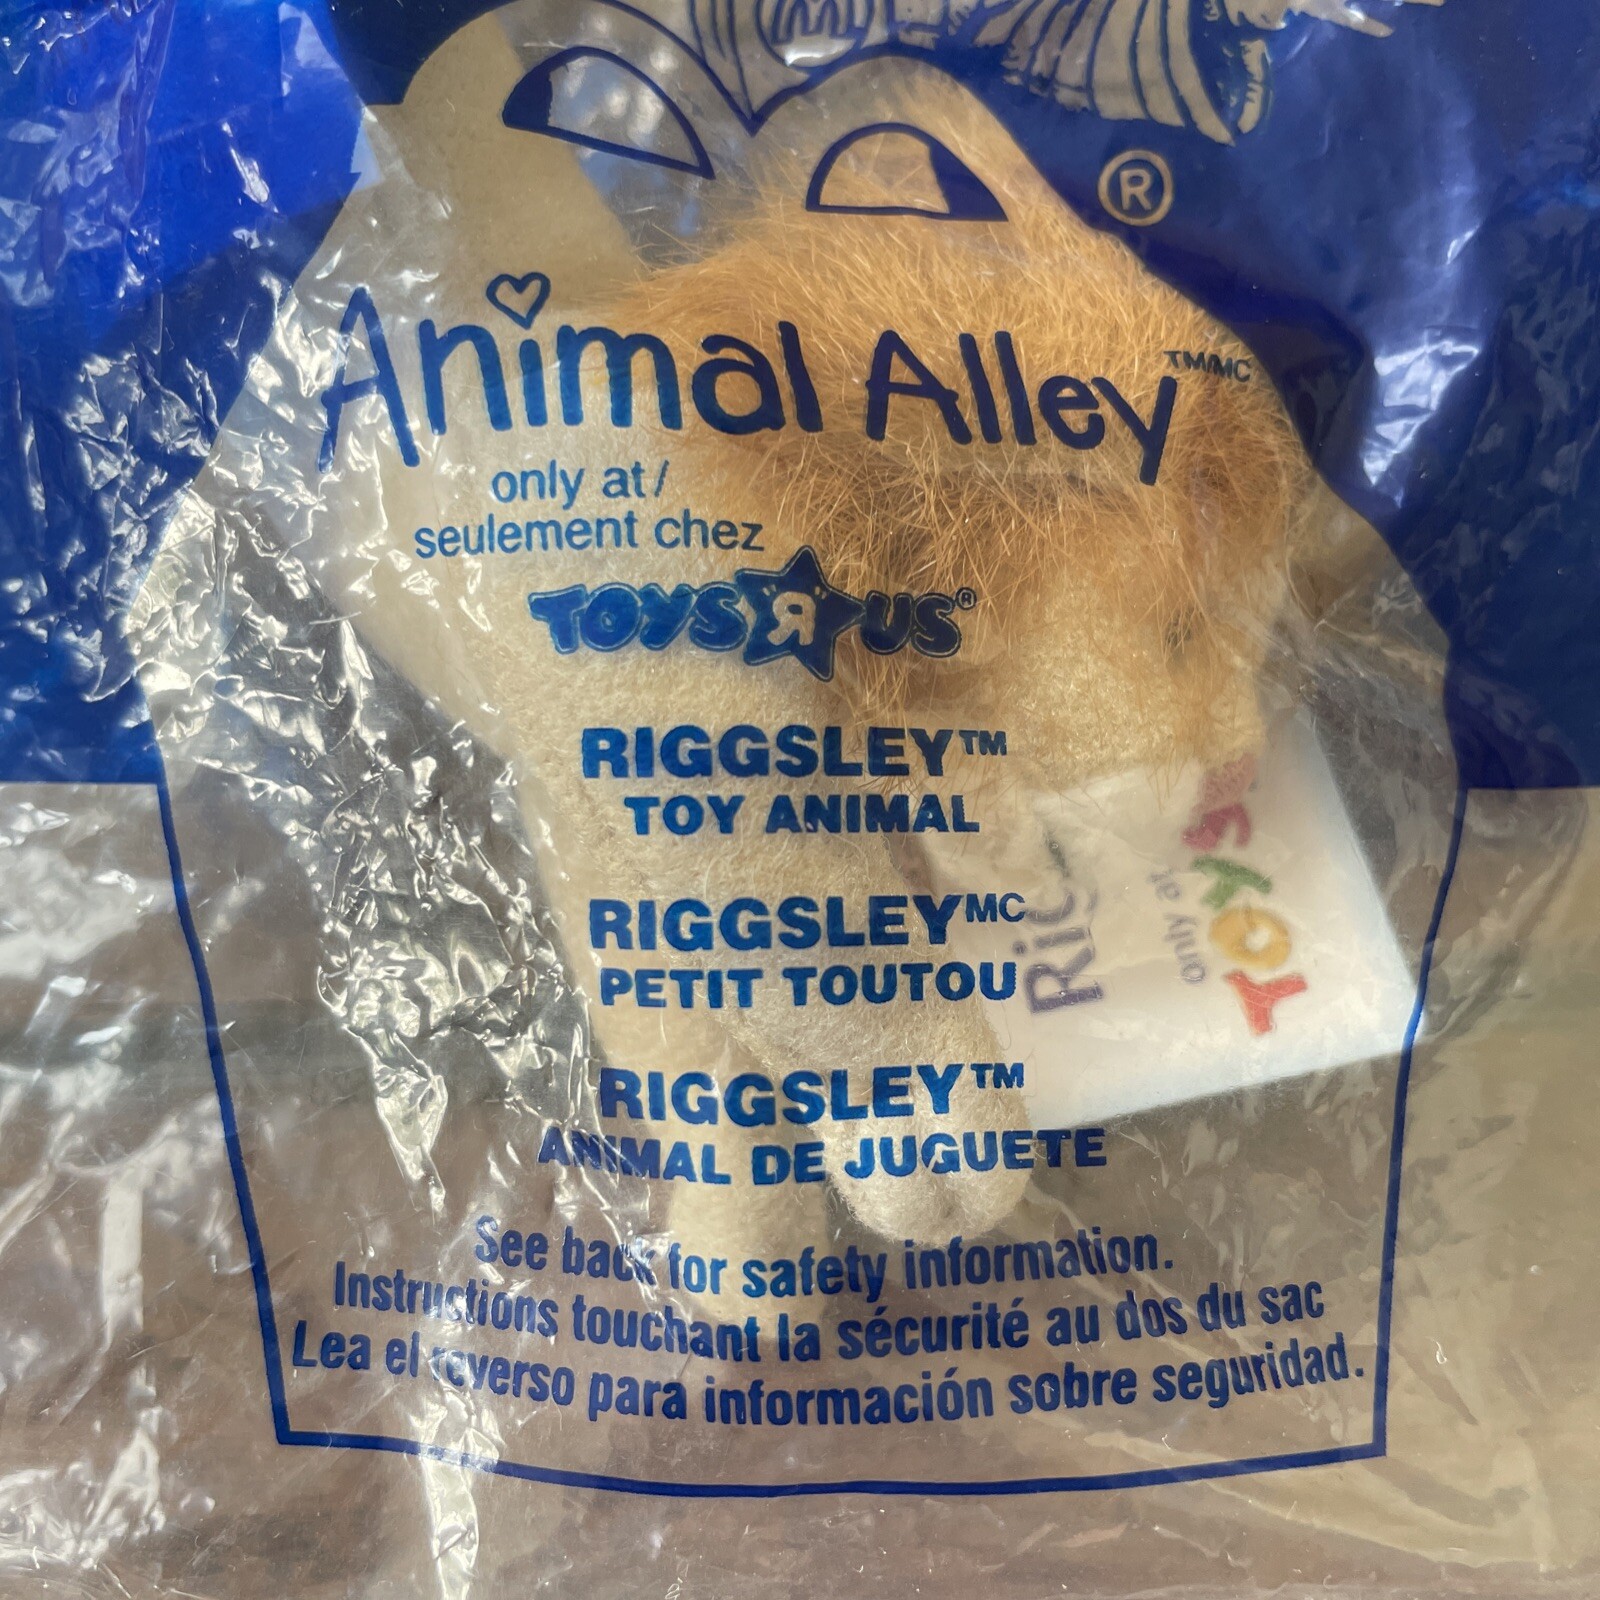 ®
Animal Alley TM/MC
only at/
seulement chez
TOYS"R"US®
RIGGSLEY™
TOY ANIMAL
RIGGSLEYMC
PETIT TOUTOU
RIGGSLEY™
ANIMAL DE JUGUETE
See back for safety information.
Instructions touchant la sécurité au dos du sac
Lea el reverso para información sobre seguridad.
only at
TOYS